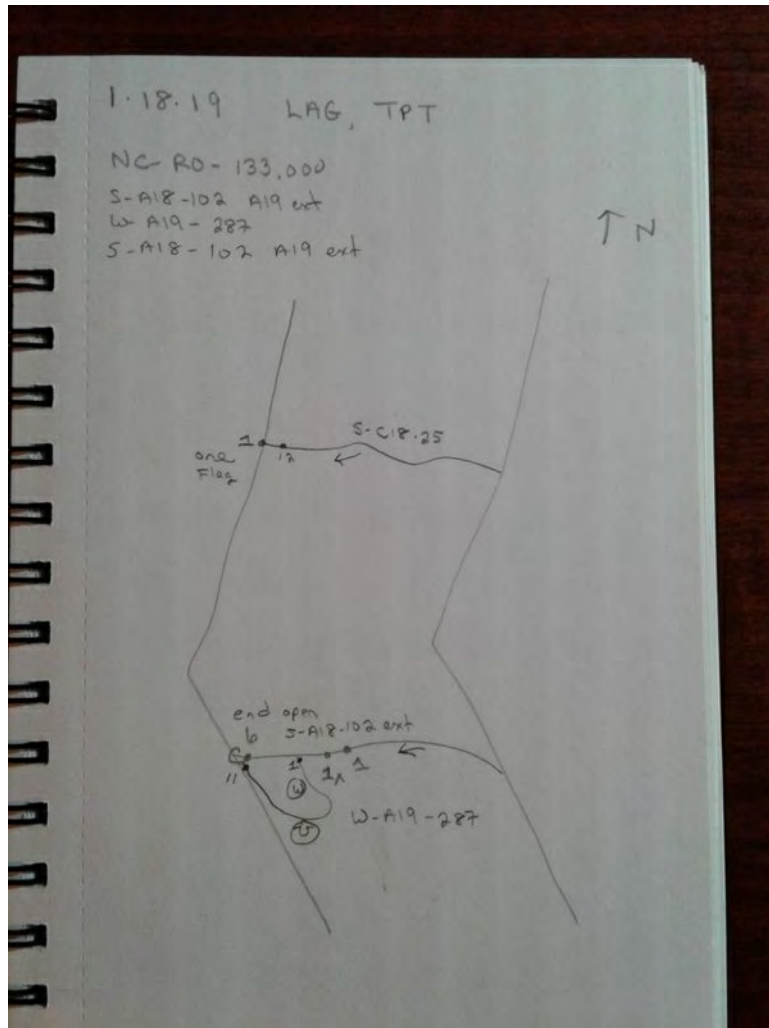 1.18.19 LAG, TPT
NC-RO-133,000
S-A18-102 A19 ext
W-A19-287
S-A18-102 A19 ext
↑ N
S-C18-25
1
12
←
one
Flag
end open
6 S-A18-102 ext
11
1
1A
1
←
W
U
W-A19-287